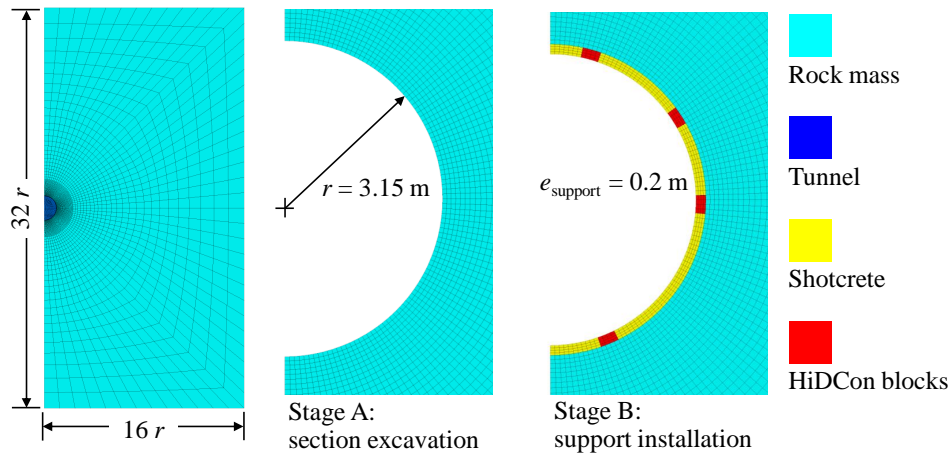 32 r
16 r
r = 3.15 m
Stage A:
section excavation
e_support = 0.2 m
Stage B:
support installation
Rock mass
Tunnel
Shotcrete
HiDCon blocks